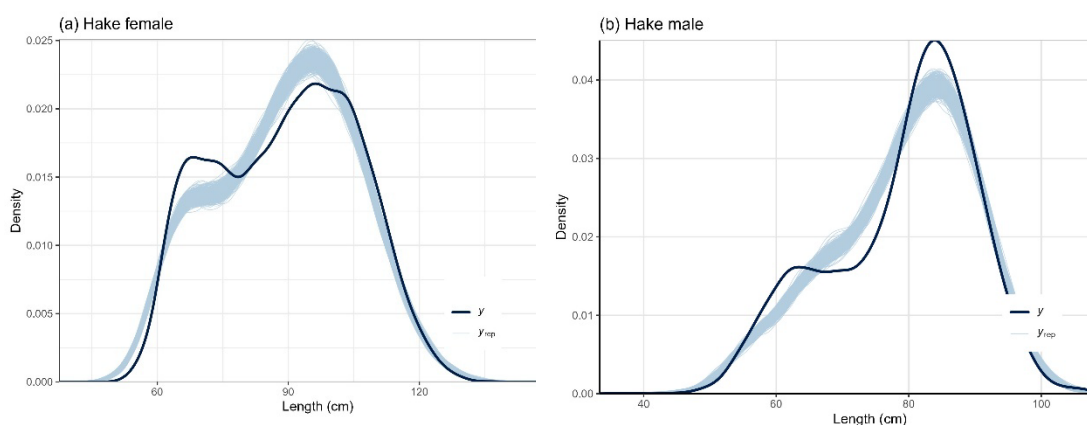 (a) Hake female
0.025
0.020
0.015
0.010
0.005
0.000
Density
60
90
120
Length (cm)
y
yrep
(b) Hake male
0.04
0.03
0.02
0.01
0.00
Density
40
60
80
100
Length (cm)
y
yrep